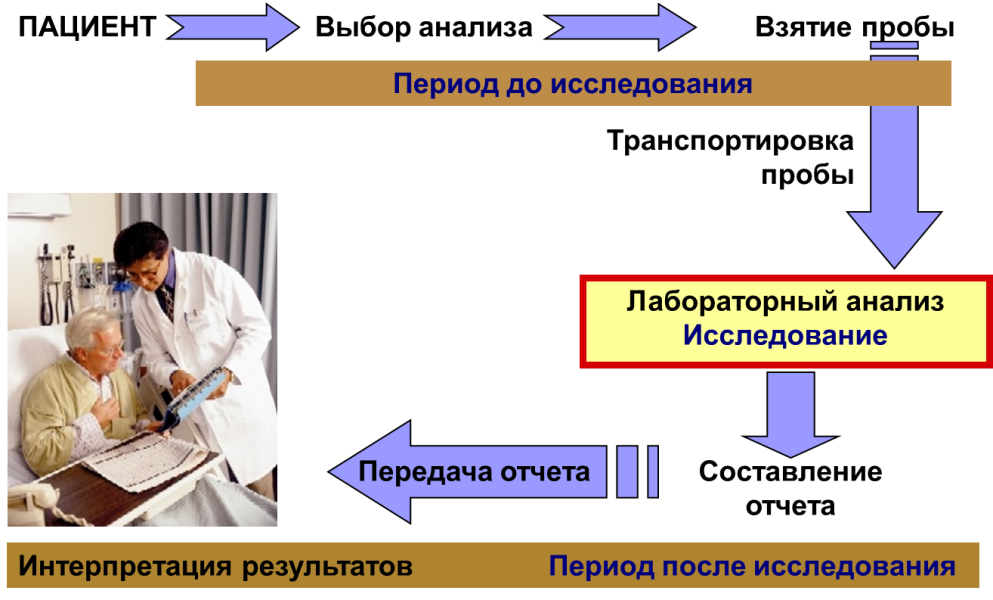 ПАЦИЕНТ
Выбор анализа
Взятие пробы
Период до исследования
Транспортировка
пробы
Лабораторный анализ
Исследование
Составление
отчета
Передача отчета
Интерпретация результатов
Период после исследования